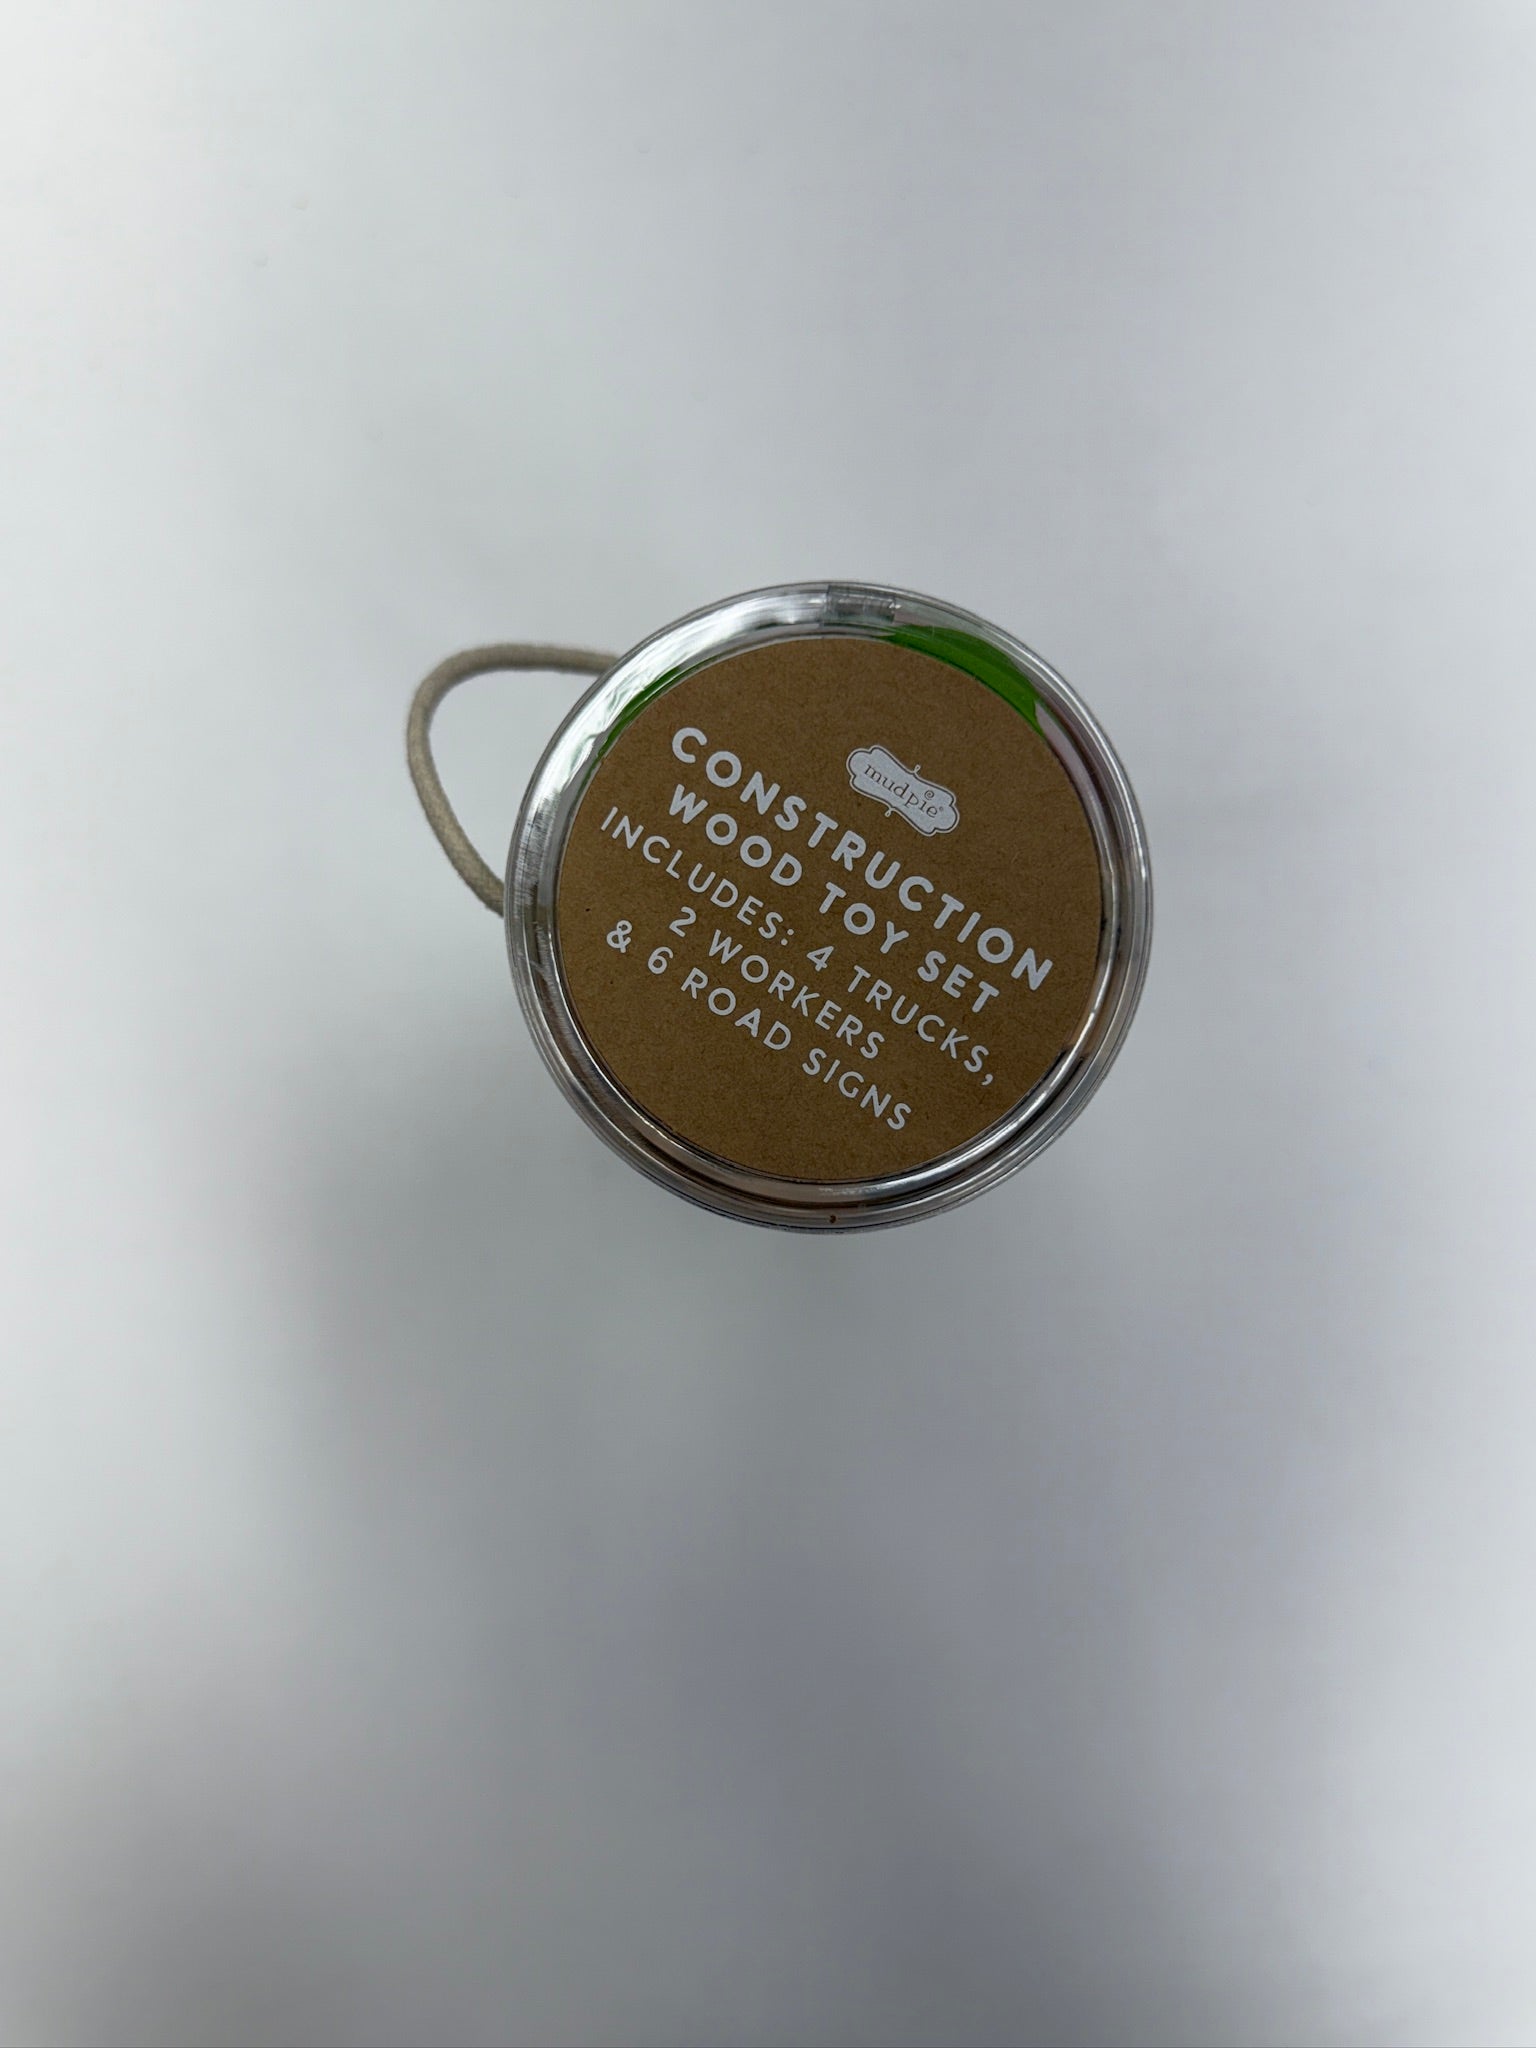 mudpie
CONSTRUCTION
WOOD TOY SET
INCLUDES: 4 TRUCKS,
2 WORKERS
& 6 ROAD SIGNS